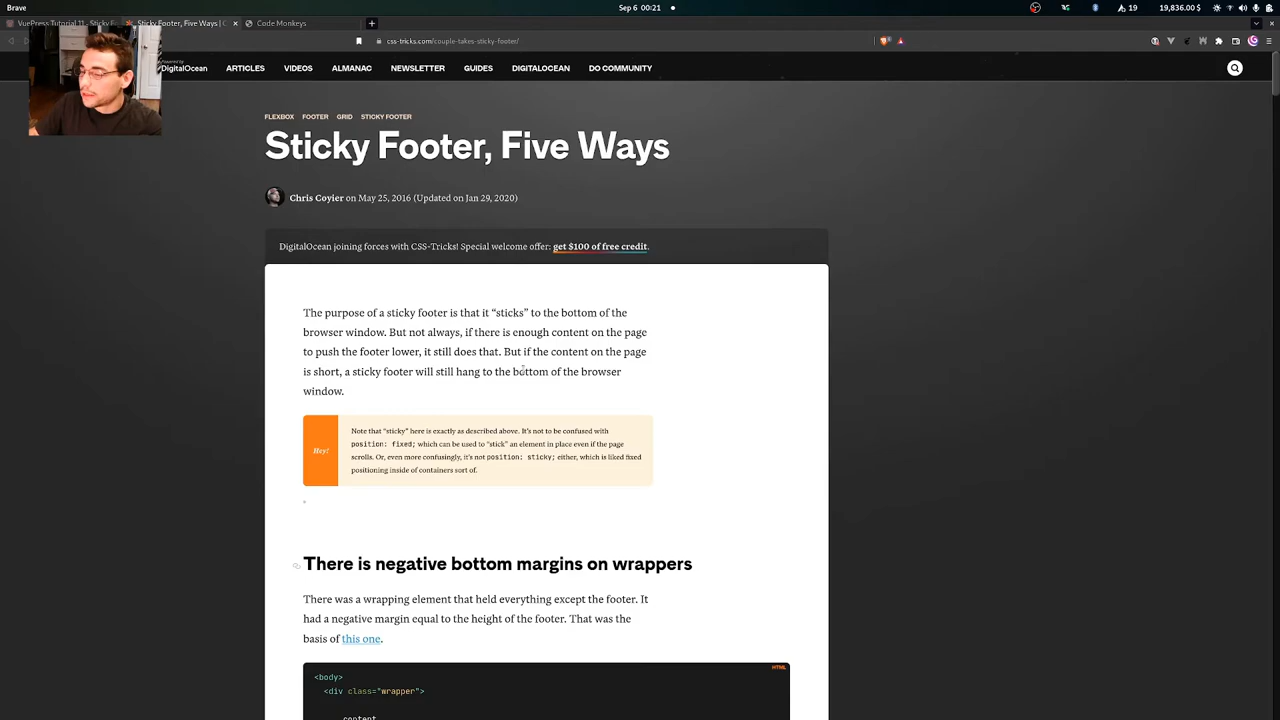 Brave
Sep 6 00:21
19
19,836.00 $
VuePress Tutorial 11 - Sticky F
Sticky Footer, Five Ways | C
Code Monkeys
css-tricks.com/couple-takes-sticky-footer/
Powered by
DigitalOcean
ARTICLES
VIDEOS
ALMANAC
NEWSLETTER
GUIDES
DIGITALOCEAN
DO COMMUNITY
FLEXBOX FOOTER GRID STICKY FOOTER
Sticky Footer, Five Ways
Chris Coyier on May 25, 2016 (Updated on Jan 29, 2020)
DigitalOcean joining forces with CSS-Tricks! Special welcome offer: get $100 of free credit.
The purpose of a sticky footer is that it “sticks” to the bottom of the
browser window. But not always, if there is enough content on the page
to push the footer lower, it still does that. But if the content on the page
is short, a sticky footer will still hang to the bottom of the browser
window.
Hey!
Note that “sticky” here is exactly as described above. It’s not to be confused with
position: fixed; which can be used to “stick” an element in place even if the page
scrolls. Or, even more confusingly, it’s not position: sticky; either, which is liked fixed
positioning inside of containers sort of.
There is negative bottom margins on wrappers
There was a wrapping element that held everything except the footer. It
had a negative margin equal to the height of the footer. That was the
basis of this one.
HTML
<body>
<div class="wrapper">
content